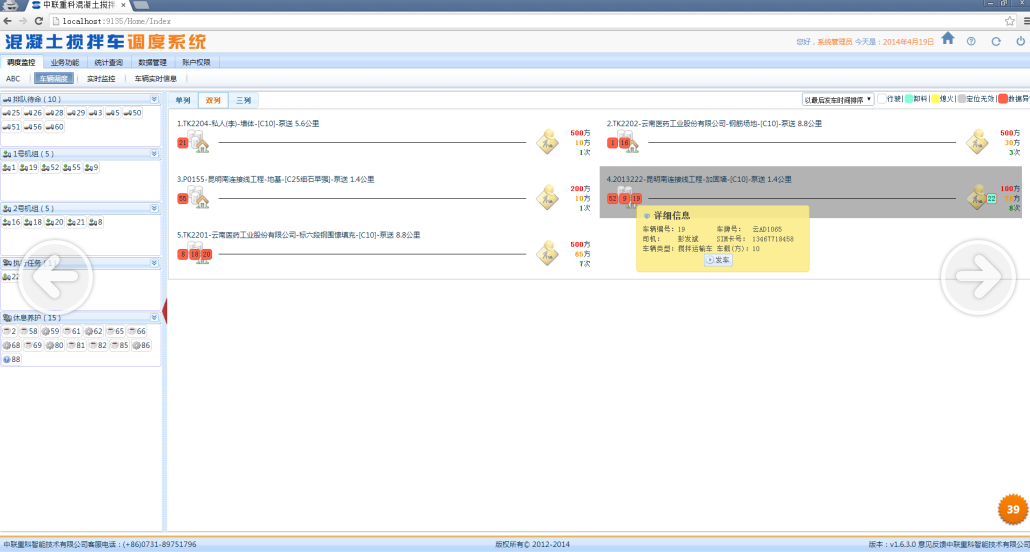 中联重科混凝土搅拌
localhost:9135/Home/Index
混凝土搅拌车调度系统
您好，系统管理员 今天是：2014年4月19日
调度监控 业务功能 统计查询 数据管理 账户权限
ABC 车辆调度 实时监控 车辆实时信息
排队待命（10）
25 26 28 29 3 5 50
51 56 60
1号机组（5）
1 19 52 55 9
2号机组（5）
16 18 20 21 8
执行任务（1）
22
休息养护（15）
2 58 59 61 62 65 66
68 69 80 81 82 85 86
88
单列 双列 三列
以最后发车时间排序 行驶| 卸料| 熄火| 定位无效| 数据异
1.TK2204-私人(李)-墙体-[C10]-泵送 5.6公里
21
500方
10方
1次
2.TK2202-云南医药工业股份有限公司-钢筋场地-[C10]-泵送 8.8公里
1 16
500方
30方
3次
3.P0155-昆明南连接线工程-地基-[C25细石早强]-泵送 1.4公里
55
200方
10方
1次
4.2013222-昆明南连接线工程-加固墙-[C10]-泵送 1.4公里
52 9 19
22
100方
8次
详细信息
车辆编号：19 车牌号： 云AD1065
司机： 彭发斌 SIM卡号： 13467718458
车辆类型：搅拌运输车 车载(方)：10
发车
5.TK2201-云南医药工业股份有限公司-标六段钢围墙填充-[C10]-泵送 8.8公里
8 18 20
500方
65方
7次
39
中联重科智能技术有限公司客服电话：(+86)0731-89751796
版权所有© 2012-2014
版本：v1.6.3.0 意见反馈中联重科智能技术有限公司